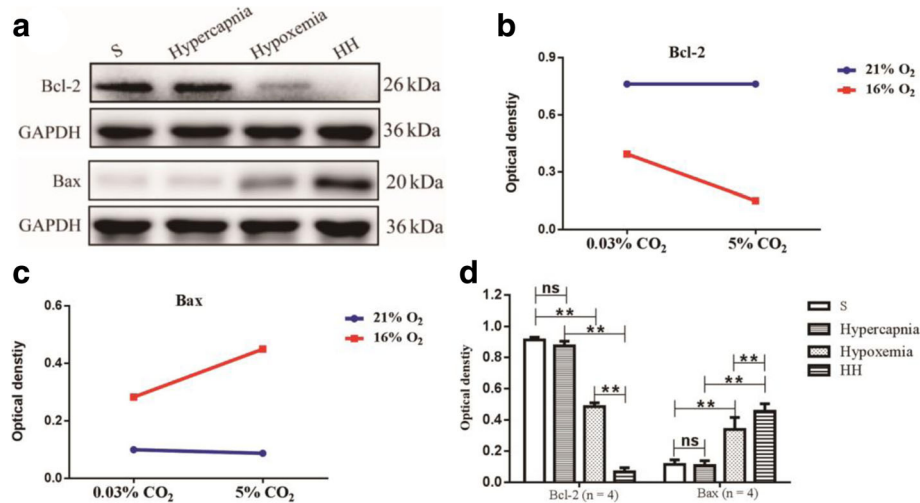 a
S Hypercapnia Hypoxemia HH
Bcl-2 26 kDa
GAPDH 36 kDa
Bax 20 kDa
GAPDH 36 kDa
b
Bcl-2
Optical denstiy
0.9
0.6
0.3
0.0
0.03% CO₂ 5% CO₂
21% O₂
16% O₂
c
Bax
Optical denstiy
0.6
0.4
0.2
0.0
0.03% CO₂ 5% CO₂
21% O₂
16% O₂
d
Optical denstiy
1.2
1.0
0.8
0.6
0.4
0.2
0.0
ns
**
**
**
ns
**
**
**
Bcl-2 (n = 4) Bax (n = 4)
S
Hypercapnia
Hypoxemia
HH